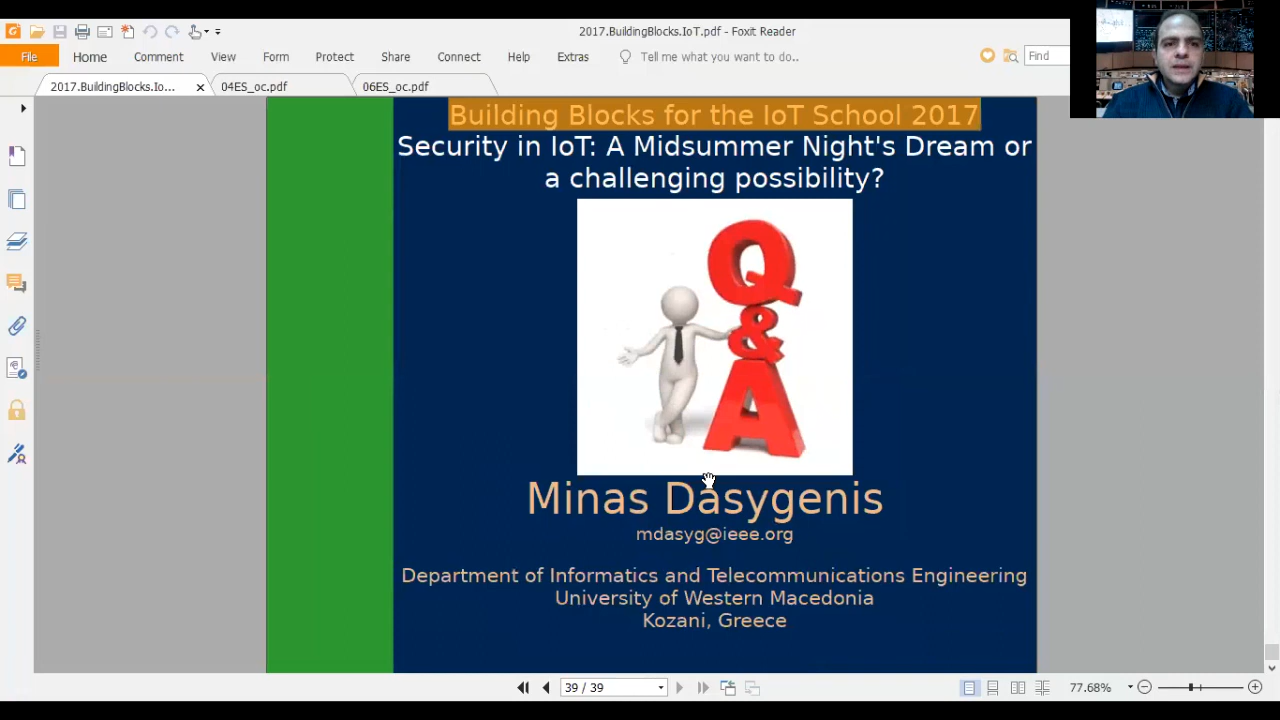 2017.BuildingBlocks.IoT.pdf - Foxit Reader
File Home Comment View Form Protect Share Connect Help Extras Tell me what you want to do.. Find
2017.BuildingBlocks.Io... × 04ES_oc.pdf 06ES_oc.pdf
Building Blocks for the IoT School 2017
Security in IoT: A Midsummer Night's Dream or
a challenging possibility?
Q
&
A
Minas Dasygenis
mdasyg@ieee.org
Department of Informatics and Telecommunications Engineering
University of Western Macedonia
Kozani, Greece
39 / 39 77.68%